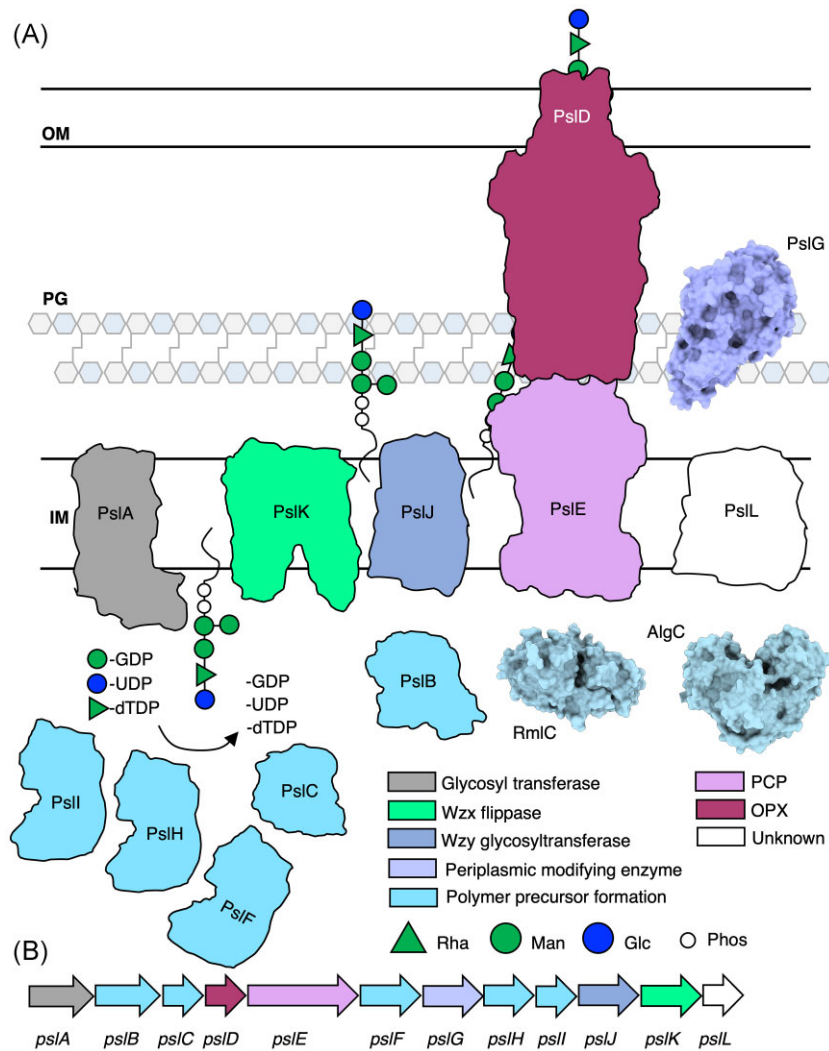 (A)
OM
PslD
PslG
PG
IM
PslA
PslK
PslJ
PslE
PslL
-GDP
-UDP
-dTDP
-GDP
-UDP
-dTDP
PslB
RmlC
AlgC
PslI
PslH
PslC
PslF
Glycosyl transferase
Wzx flippase
Wzy glycosyltransferase
Periplasmic modifying enzyme
Polymer precursor formation
PCP
OPX
Unknown
Rha
Man
Glc
Phos
(B)
pslA pslB pslC pslD pslE pslF pslG pslH pslI pslJ pslK pslL